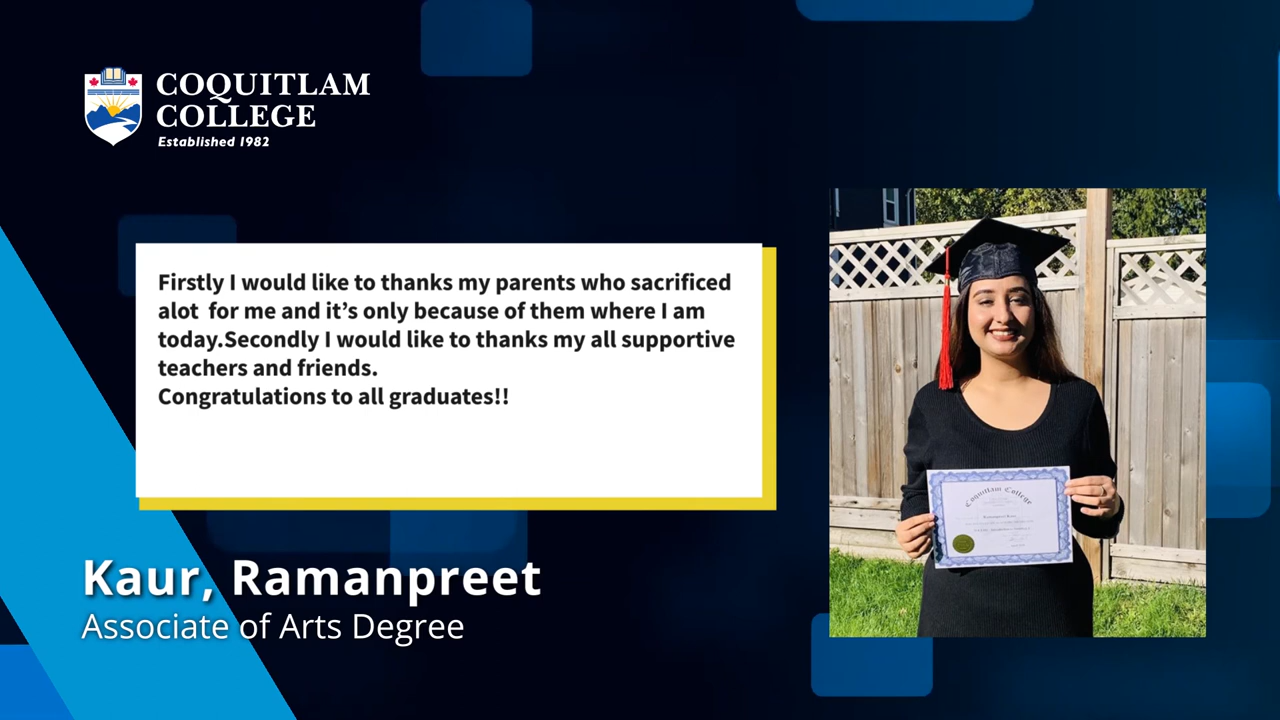 COQUITLAM
COLLEGE
Established 1982
Firstly I would like to thanks my parents who sacrificed
alot  for me and it’s only because of them where I am
today.Secondly I would like to thanks my all supportive
teachers and friends.
Congratulations to all graduates!!
Kaur, Ramanpreet
Associate of Arts Degree
Coquitlam College